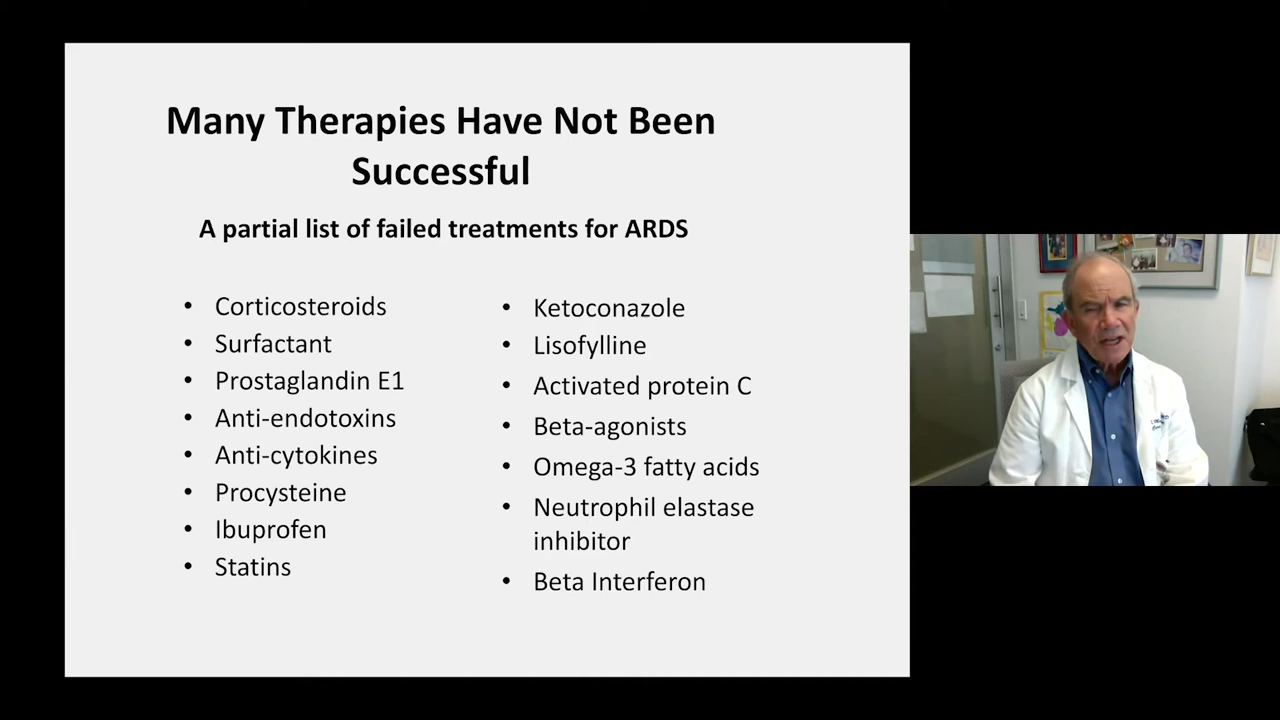 Many Therapies Have Not Been
Successful
A partial list of failed treatments for ARDS
• Corticosteroids
• Surfactant
• Prostaglandin E1
• Anti-endotoxins
• Anti-cytokines
• Procysteine
• Ibuprofen
• Statins
• Ketoconazole
• Lisofylline
• Activated protein C
• Beta-agonists
• Omega-3 fatty acids
• Neutrophil elastase
inhibitor
• Beta Interferon